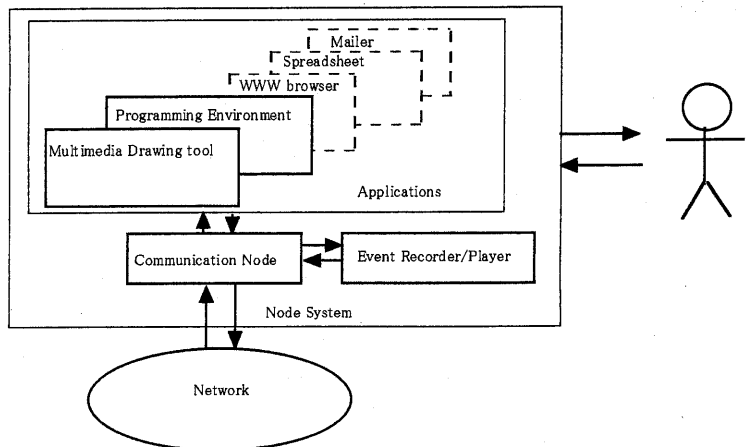 Mailer
Spreadsheet
WWW browser
Programming Environment
Multimedia Drawing tool
Applications
Communication Node
Event Recorder/Player
Node System
Network